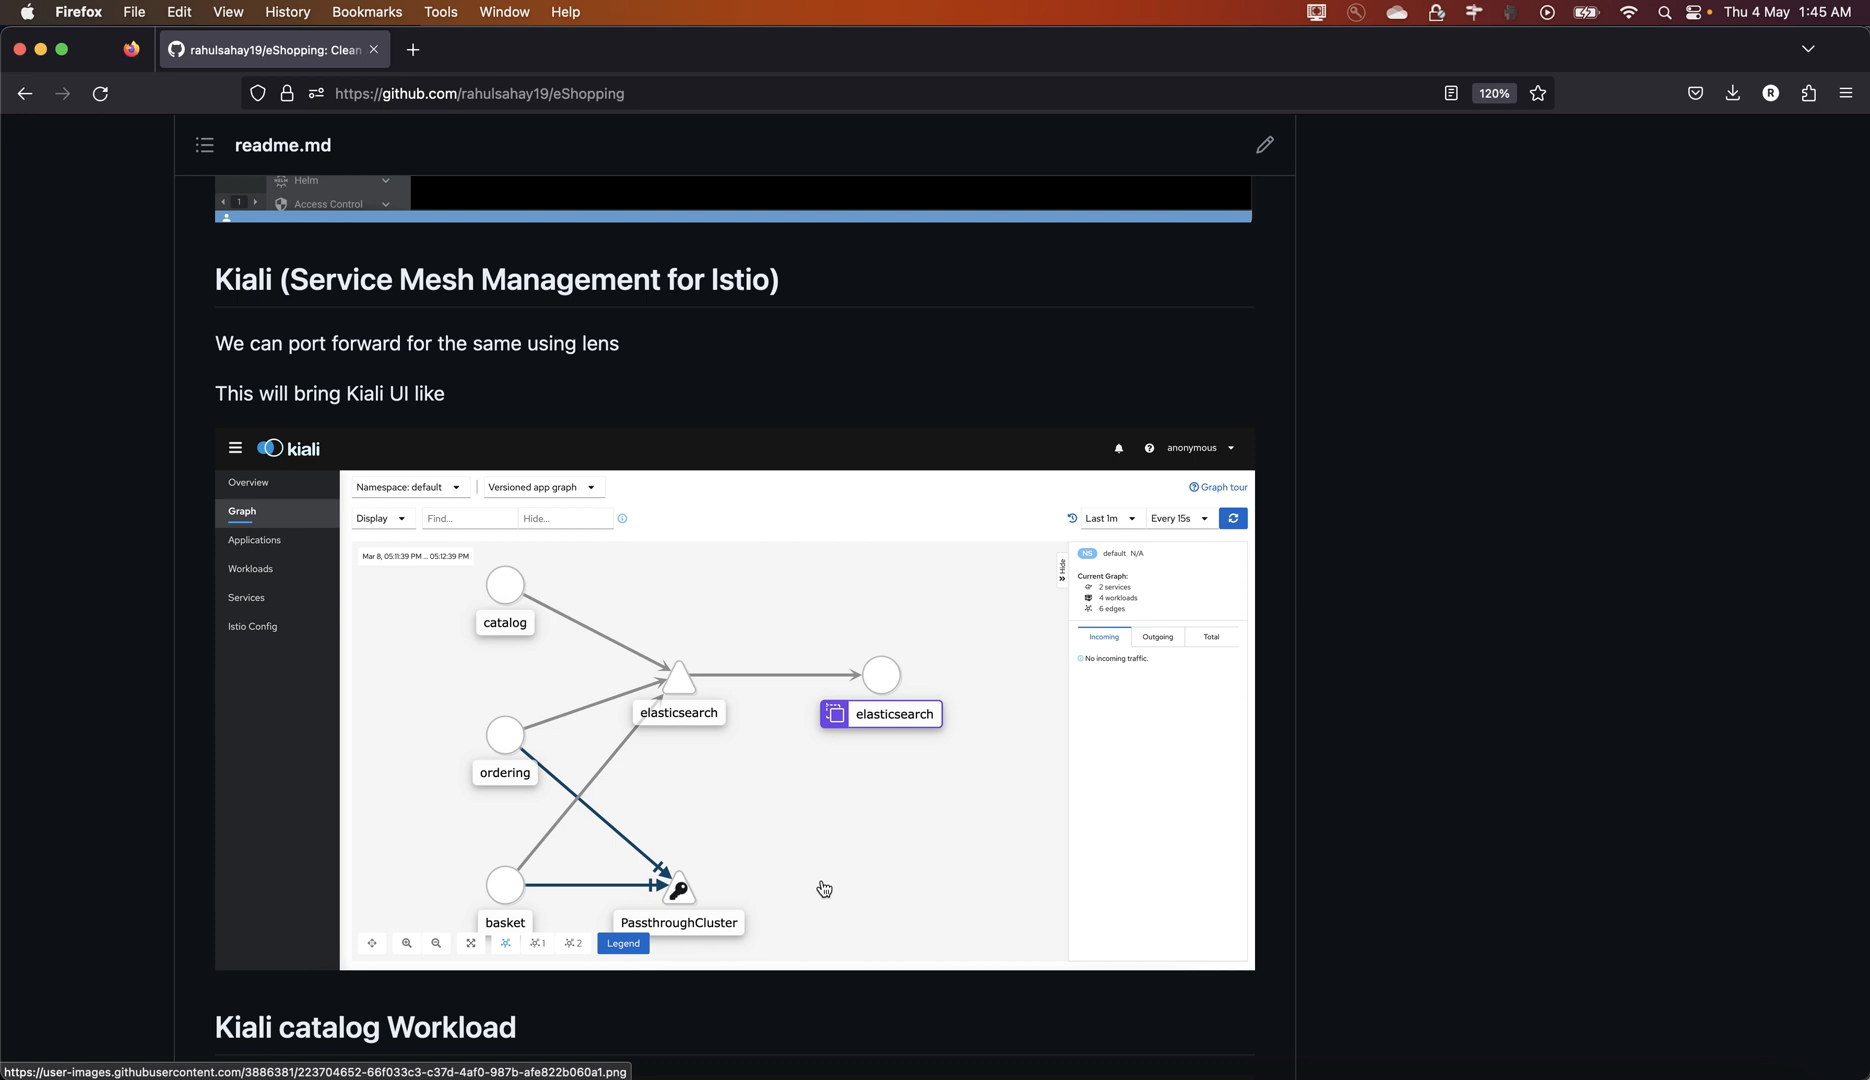 Firefox File Edit View History Bookmarks Tools Window Help Thu 4 May 1:45 AM
rahulsahay19/eShopping: Clean
https://github.com/rahulsahay19/eShopping 120% R
readme.md
Helm
1 Access Control
Kiali (Service Mesh Management for Istio)
We can port forward for the same using lens
This will bring Kiali UI like
kiali anonymous
Overview
Graph
Applications
Workloads
Services
Istio Config
Namespace: default Versioned app graph Graph tour
Display Find... Hide... Last 1m Every 15s
Mar 8, 05:11:39 PM ... 05:12:39 PM
Hide
NS default N/A
Current Graph:
2 services
4 workloads
6 edges
Incoming Outgoing Total
No incoming traffic.
catalog
elasticsearch
elasticsearch
ordering
basket
PassthroughCluster
1 2 Legend
Kiali catalog Workload
https://user-images.githubusercontent.com/3886381/223704652-66f033c3-c37d-4af0-987b-afe822b060a1.png